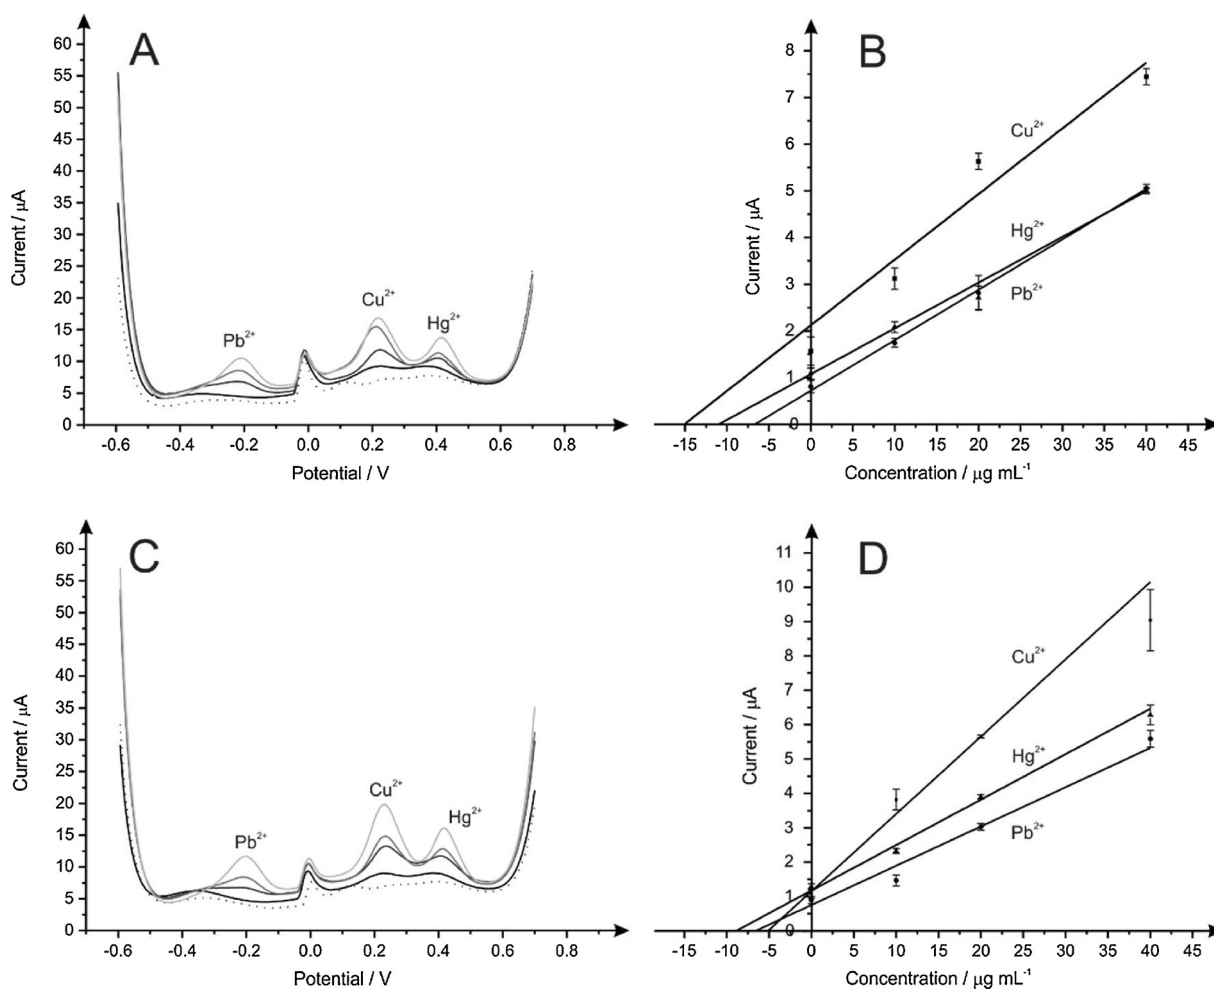 A
60
55
50
45
40
35
30
25
20
15
10
5
0
Current / μA
Pb²⁺
Cu²⁺
Hg²⁺
-0.6 -0.4 -0.2 0.0 0.2 0.4 0.6 0.8
Potential / V
B
8
7
6
5
4
3
2
1
0
Current / μA
Cu²⁺
Hg²⁺
Pb²⁺
-15 -10 -5 0 5 10 15 20 25 30 35 40 45
Concentration / μg mL⁻¹
C
60
55
50
45
40
35
30
25
20
15
10
5
0
Current / μA
Pb²⁺
Cu²⁺
Hg²⁺
-0.6 -0.4 -0.2 0.0 0.2 0.4 0.6 0.8
Potential / V
D
11
10
9
8
7
6
5
4
3
2
1
0
Current / μA
Cu²⁺
Hg²⁺
Pb²⁺
-15 -10 -5 0 5 10 15 20 25 30 35 40 45
Concentration / μg mL⁻¹